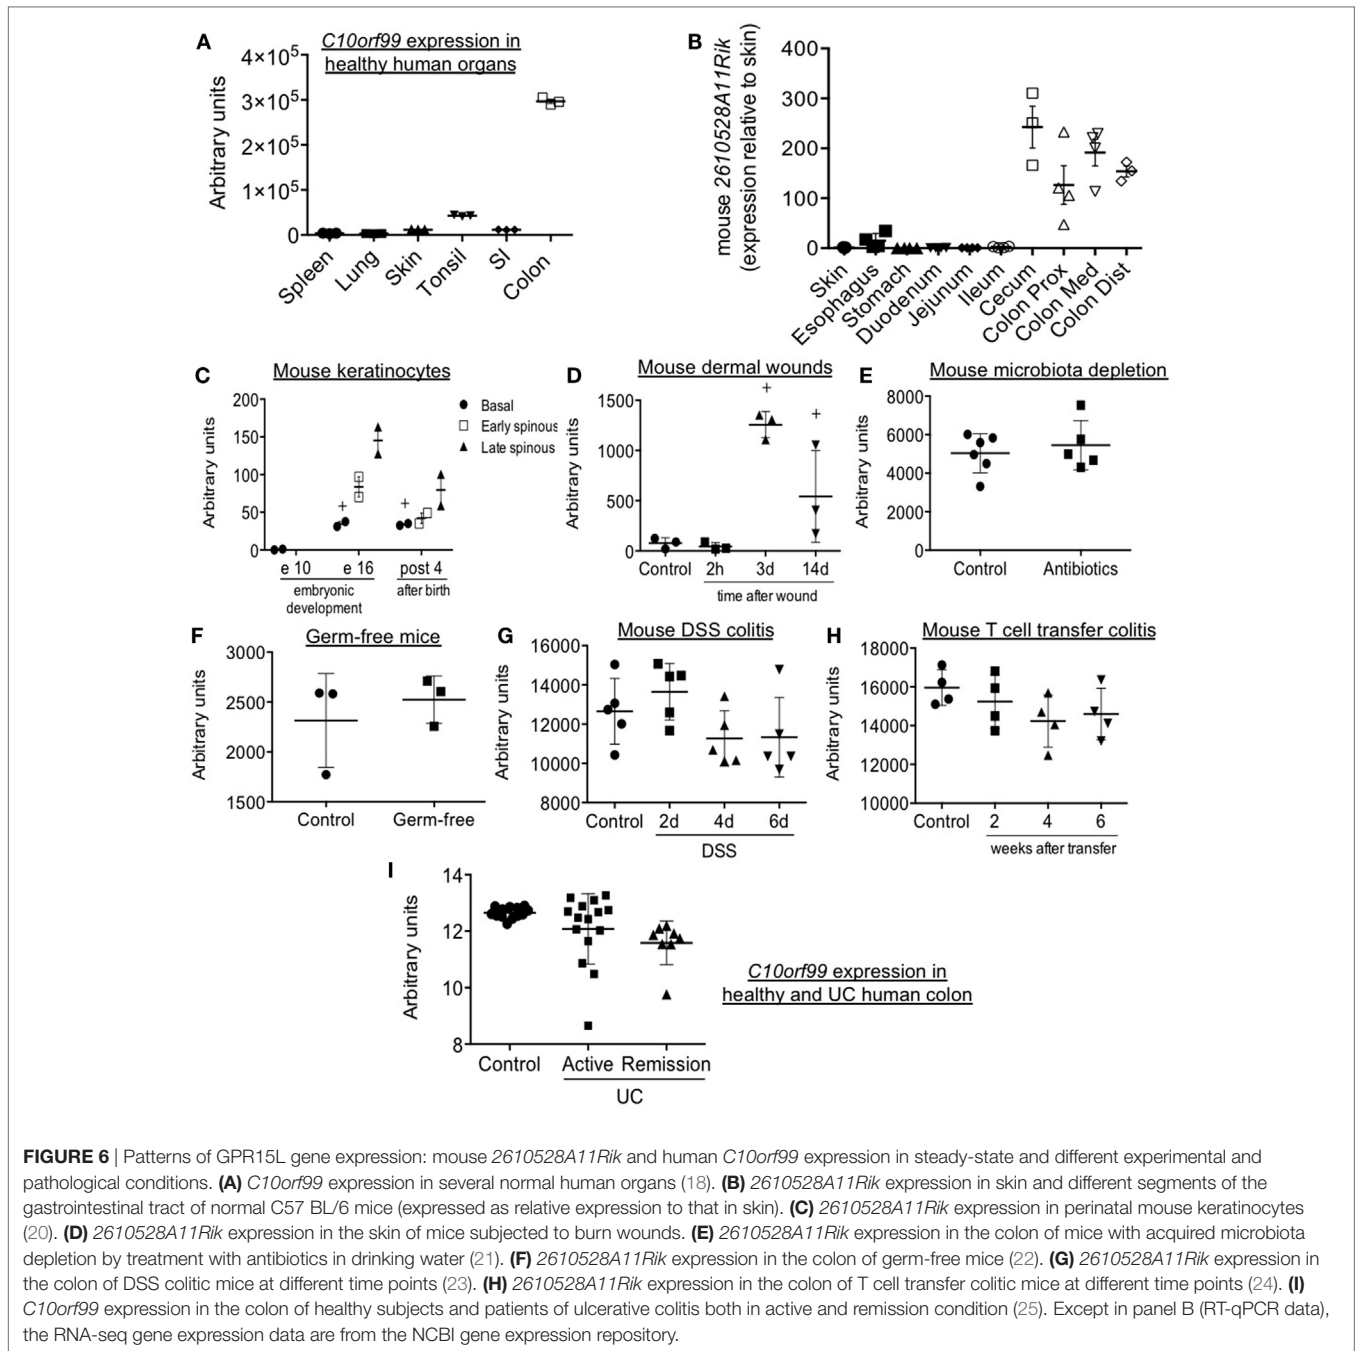 A
C10orf99 expression in
healthy human organs
Arbitrary units
4×10⁵
3×10⁵
2×10⁵
1×10⁵
0
Spleen
Lung
Skin
Tonsil
SI
Colon
B
mouse 2610528A11Rik
(expression relative to skin)
400
300
200
100
0
Skin
Esophagus
Stomach
Duodenum
Jejunum
Ileum
Cecum
Colon Prox
Colon Med
Colon Dist
C
Mouse keratinocytes
Arbitrary units
200
150
100
50
0
Basal
Early spinous
Late spinous
+
+
e 10
e 16
post 4
embryonic
development
after birth
D
Mouse dermal wounds
Arbitrary units
1500
1000
500
0
+
+
Control
2h
3d
14d
time after wound
E
Mouse microbiota depletion
Arbitrary units
8000
6000
4000
2000
0
Control
Antibiotics
F
Germ-free mice
Arbitrary units
3000
2500
2000
1500
Control
Germ-free
G
Mouse DSS colitis
Arbitrary units
16000
14000
12000
10000
8000
Control
2d
4d
6d
DSS
H
Mouse T cell transfer colitis
Arbitrary units
18000
16000
14000
12000
10000
Control
2
4
6
weeks after transfer
I
Arbitrary units
14
12
10
8
Control
Active
Remission
UC
C10orf99 expression in
healthy and UC human colon
FIGURE 6 | Patterns of GPR15L gene expression: mouse 2610528A11Rik and human C10orf99 expression in steady-state and different experimental and
pathological conditions. (A) C10orf99 expression in several normal human organs (18). (B) 2610528A11Rik expression in skin and different segments of the
gastrointestinal tract of normal C57 BL/6 mice (expressed as relative expression to that in skin). (C) 2610528A11Rik expression in perinatal mouse keratinocytes
(20). (D) 2610528A11Rik expression in the skin of mice subjected to burn wounds. (E) 2610528A11Rik expression in the colon of mice with acquired microbiota
depletion by treatment with antibiotics in drinking water (21). (F) 2610528A11Rik expression in the colon of germ-free mice (22). (G) 2610528A11Rik expression in
the colon of DSS colitic mice at different time points (23). (H) 2610528A11Rik expression in the colon of T cell transfer colitic mice at different time points (24). (I)
C10orf99 expression in the colon of healthy subjects and patients of ulcerative colitis both in active and remission condition (25). Except in panel B (RT-qPCR data),
the RNA-seq gene expression data are from the NCBI gene expression repository.